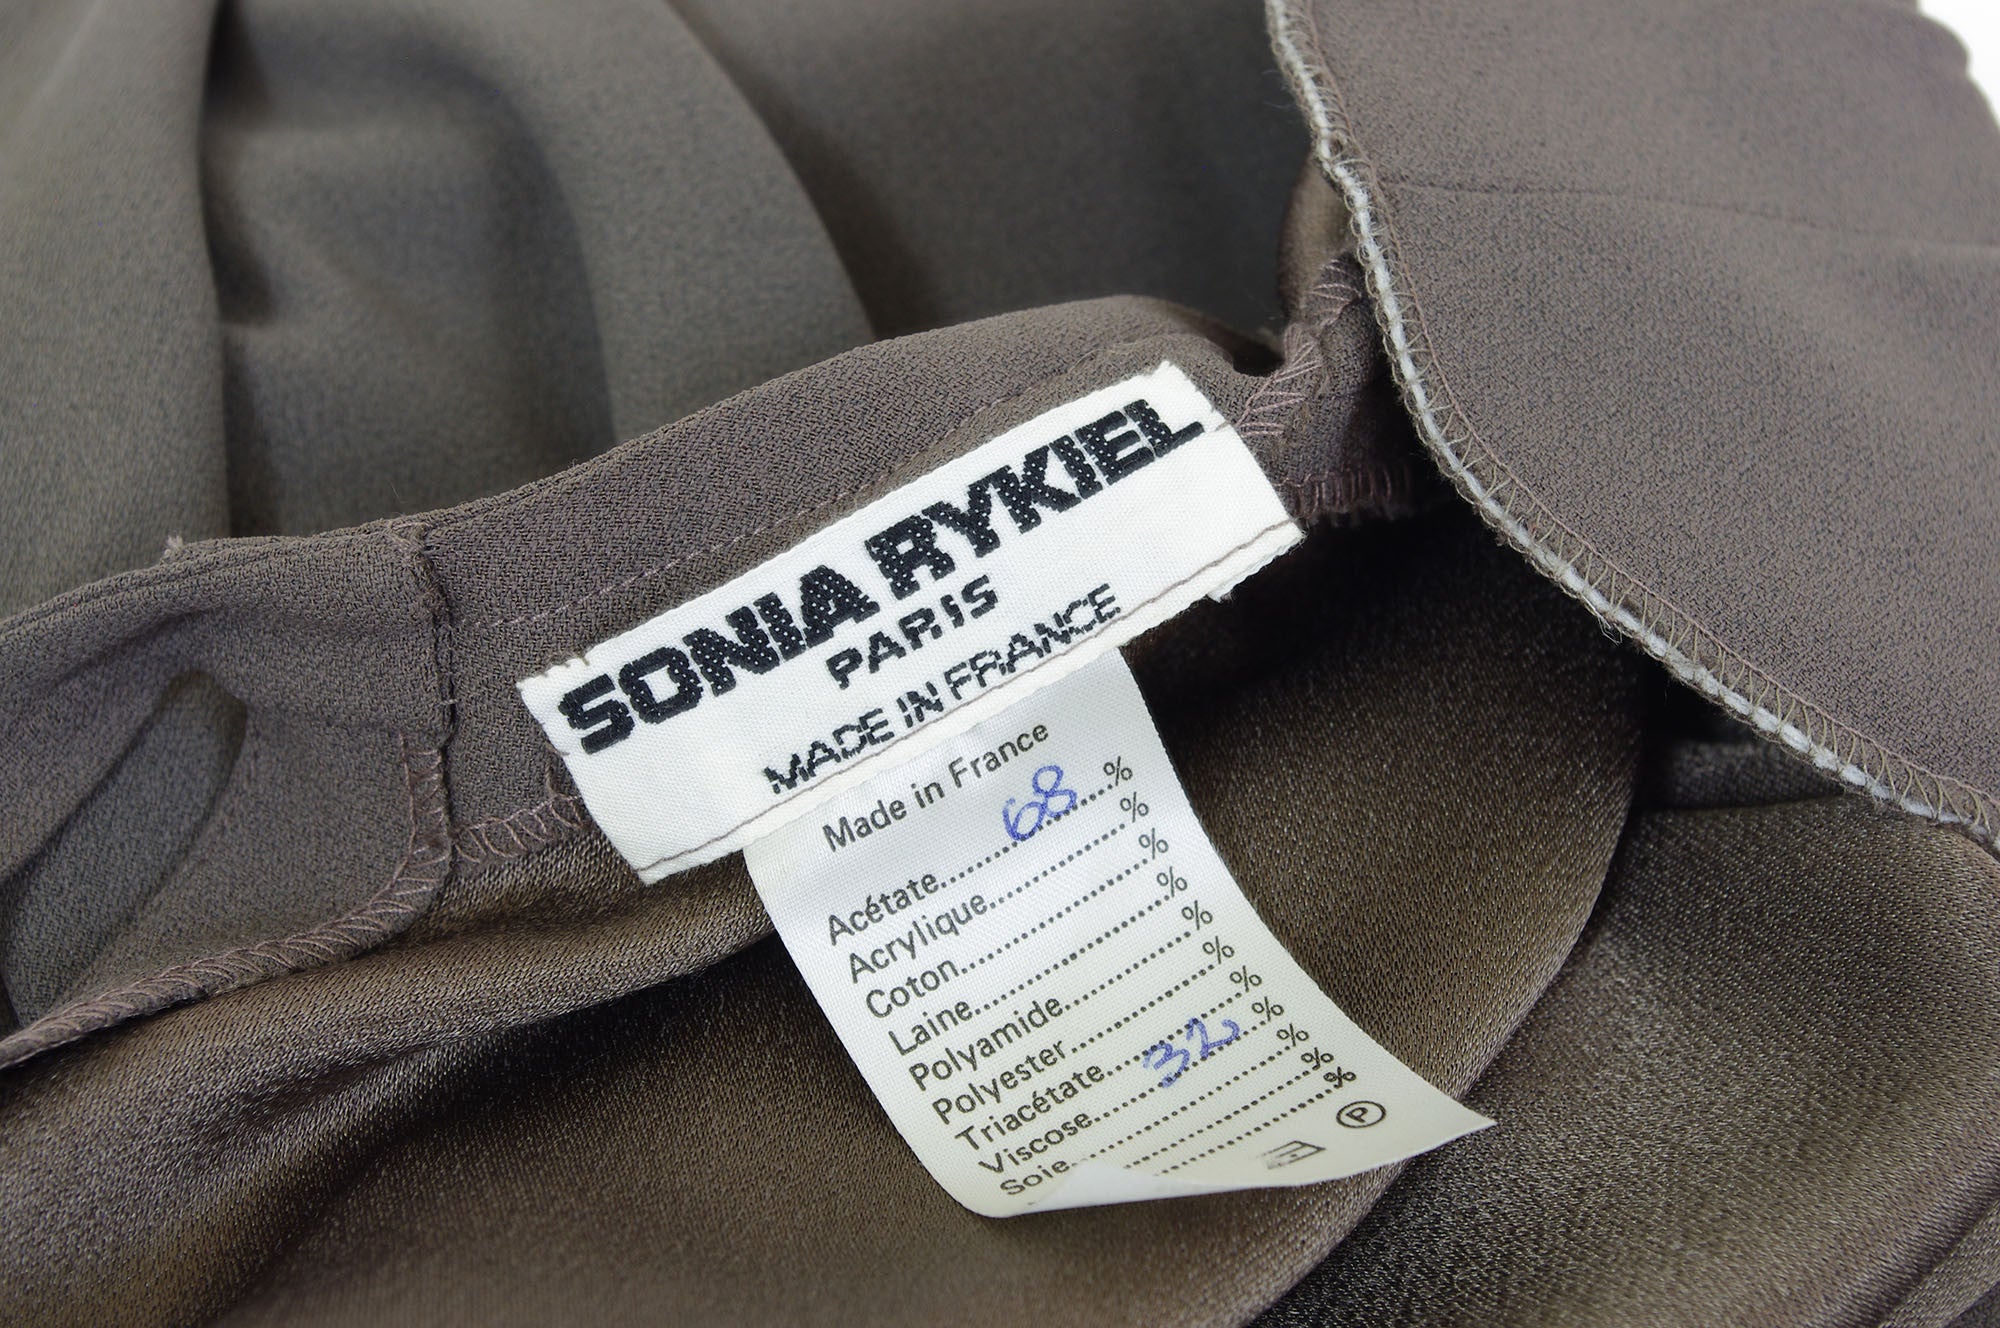 SONIA RYKIEL
PARIS
MADE IN FRANCE
Made in France
Acétate.......68....%
Acrylique..................%
Coton..................%
Laine..................%
Polyamide..................%
Polyester..................%
Triacétate..................%
Viscose.......32....%
Soie..................%
..................%
..................%
P